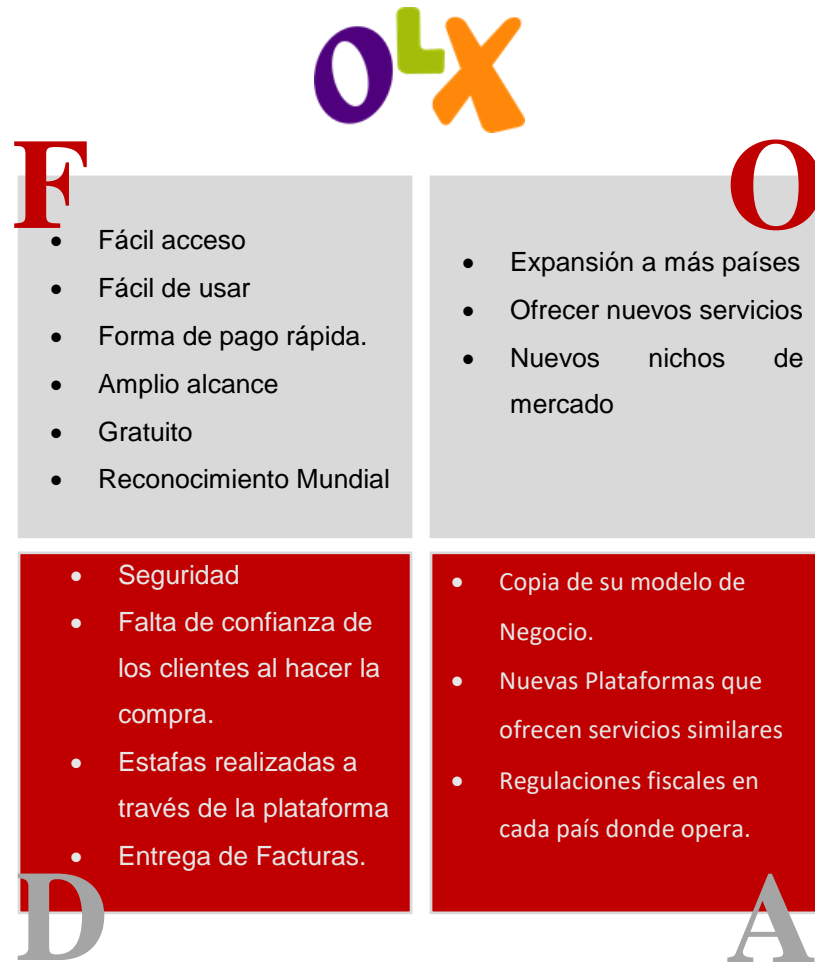 OLX
F
• Fácil acceso
• Fácil de usar
• Forma de pago rápida.
• Amplio alcance
• Gratuito
• Reconocimiento Mundial
O
• Expansión a más países
• Ofrecer nuevos servicios
• Nuevos nichos de
mercado
• Seguridad
• Falta de confianza de
los clientes al hacer la
compra.
• Estafas realizadas a
través de la plataforma
• Entrega de Facturas.
D
• Copia de su modelo de
Negocio.
• Nuevas Plataformas que
ofrecen servicios similares
• Regulaciones fiscales en
cada país donde opera.
A